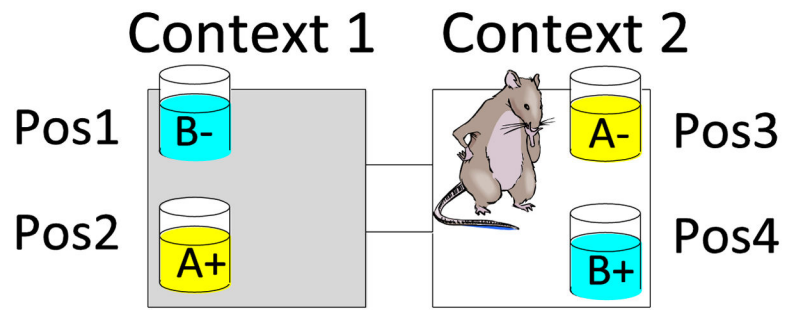 Context 1
Context 2
Pos1
B-
A-
Pos3
Pos2
A+
B+
Pos4